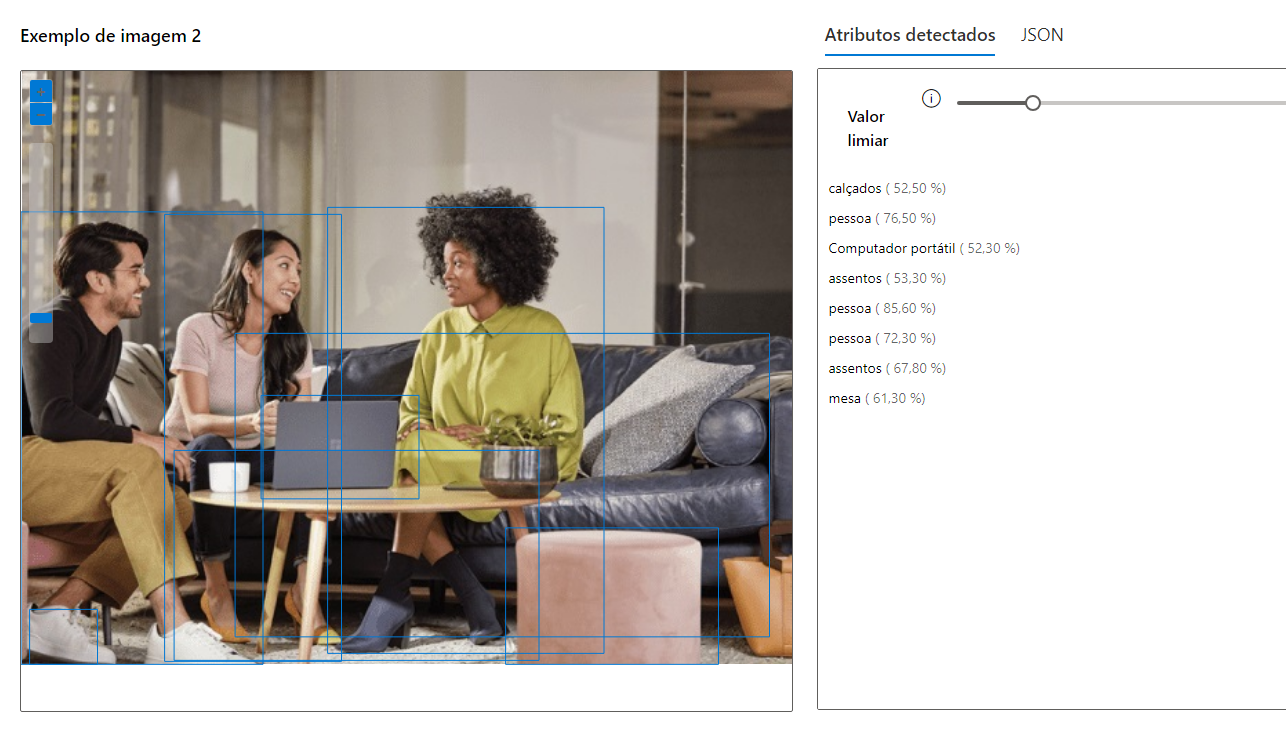 Exemplo de imagem 2
Atributos detectados JSON
Valor
limiar
calçados ( 52,50 %)
pessoa ( 76,50 %)
Computador portátil ( 52,30 %)
assentos ( 53,30 %)
pessoa ( 85,60 %)
pessoa ( 72,30 %)
assentos ( 67,80 %)
mesa ( 61,30 %)